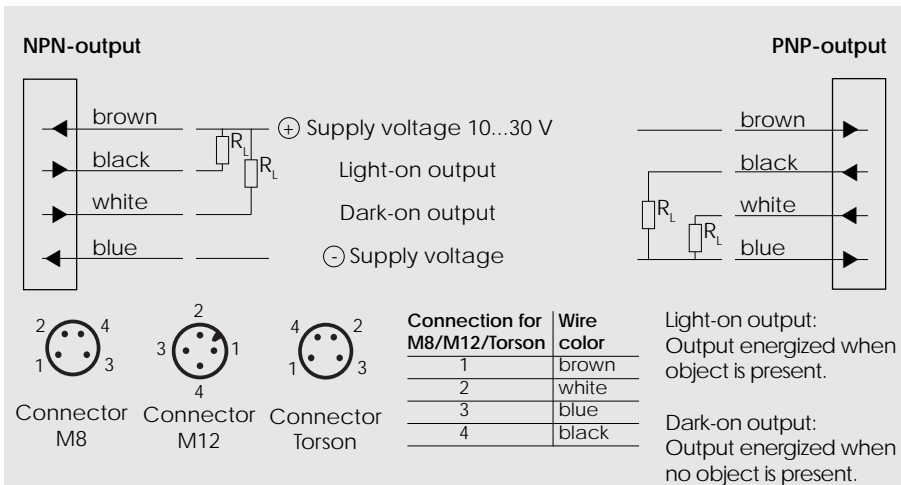 NPN-output
PNP-output
brown
black
white
blue
R_L
R_L
+ Supply voltage 10...30 V
Light-on output
Dark-on output
- Supply voltage
R_L
R_L
brown
black
white
blue
2 4
1 3
Connector
M8
2
3 1
4
Connector
M12
4 2
1 3
Connector
Torson
Connection for M8/M12/Torson | Wire color
1 brown
2 white
3 blue
4 black
Light-on output:
Output energized when
object is present.
Dark-on output:
Output energized when
no object is present.